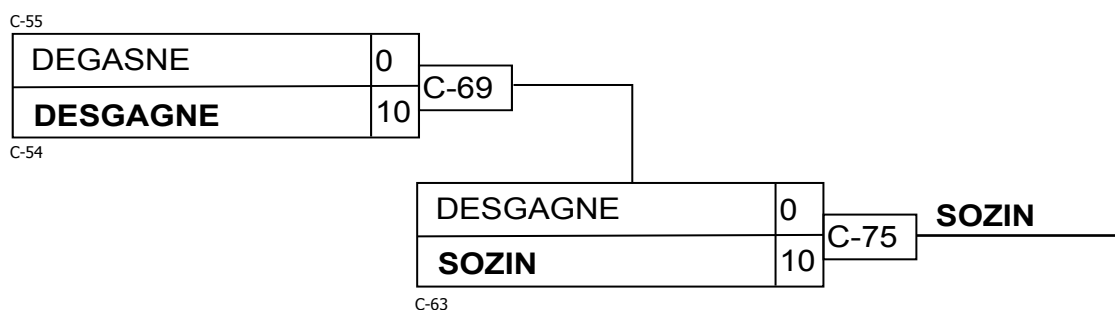 C-55
DEGASNE 0
C-69
DESGAGNE 10
C-54
DESGAGNE 0
SOZIN
C-75
SOZIN 10
C-63